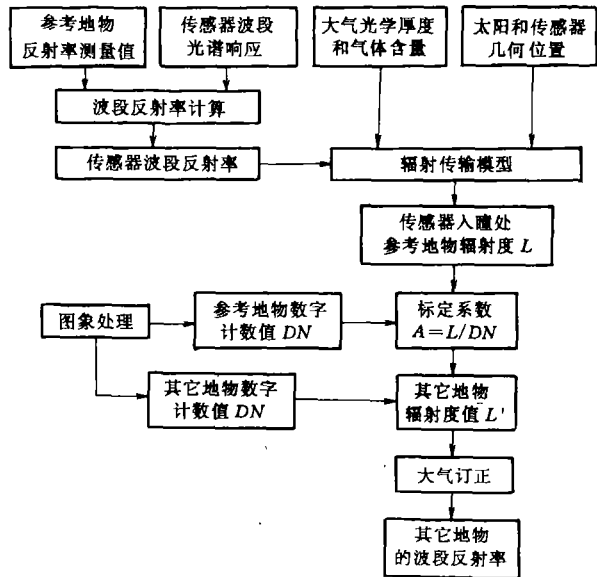 参考地物
反射率测量值
传感器波段
光谱响应
大气光学厚度
和气体含量
太阳和传感器
几何位置
波段反射率计算
传感器波段反射率
辐射传输模型
传感器入瞳处
参考地物辐射度 L
图象处理
参考地物数字
计数值 DN
标定系数
A=L/DN
其它地物数字
计数值 DN
其它地物
辐射度值 L'
大气订正
其它地物
的波段反射率